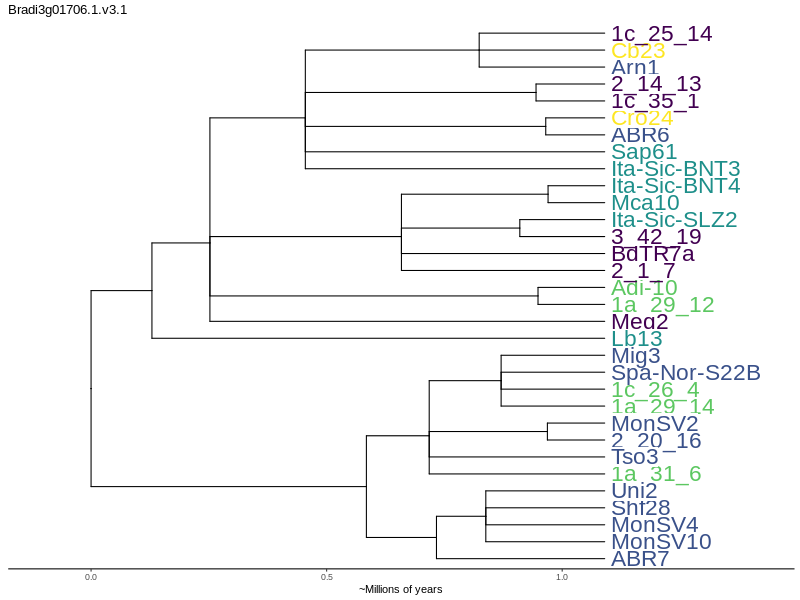 Bradi3g01706.1.v3.1
1c_25_14
Cb23
Arn1
2_14_13
1c_35_1
Cro24
ABR6
Sap61
Ita-Sic-BNT3
Ita-Sic-BNT4
Mca10
Ita-Sic-SLZ2
3_42_19
BdTR7a
2_1_7
Adi-10
1a_29_12
Meg2
Lb13
Mig3
Spa-Nor-S22B
1c_26_4
1a_29_14
MonSV2
2_20_16
Tso3
1a_31_6
Uni2
Shf28
MonSV4
MonSV10
ABR7
0.0 0.5 1.0
~Millions of years